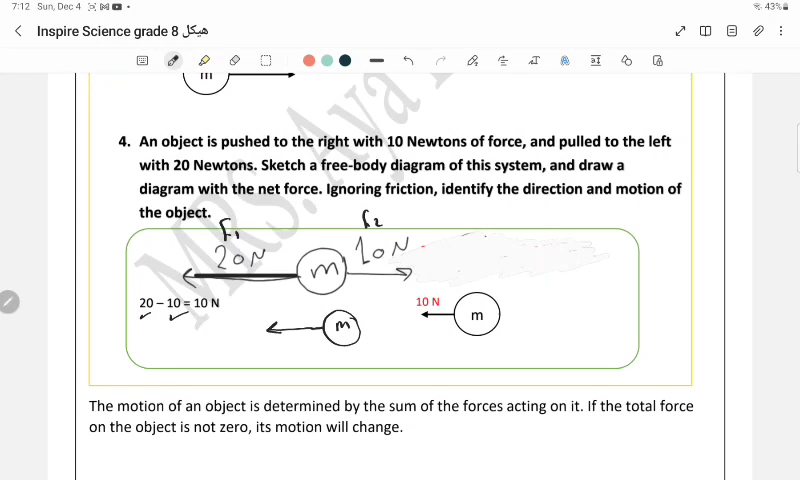 7:12 Sun, Dec 4
43%
Inspire Science grade 8 هيكل
m
4. An object is pushed to the right with 10 Newtons of force, and pulled to the left
with 20 Newtons. Sketch a free-body diagram of this system, and draw a
diagram with the net force. Ignoring friction, identify the direction and motion of
the object.
F1 F2
20N m 10N
20 – 10 = 10 N
m
10 N
m
The motion of an object is determined by the sum of the forces acting on it. If the total force
on the object is not zero, its motion will change.
MRS. Aya